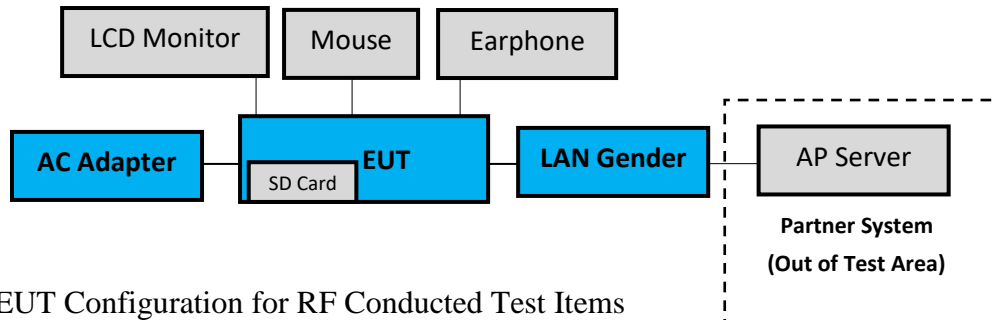 LCD Monitor
Mouse
Earphone
AC Adapter
EUT
SD Card
LAN Gender
AP Server
Partner System
(Out of Test Area)
EUT Configuration for RF Conducted Test Items